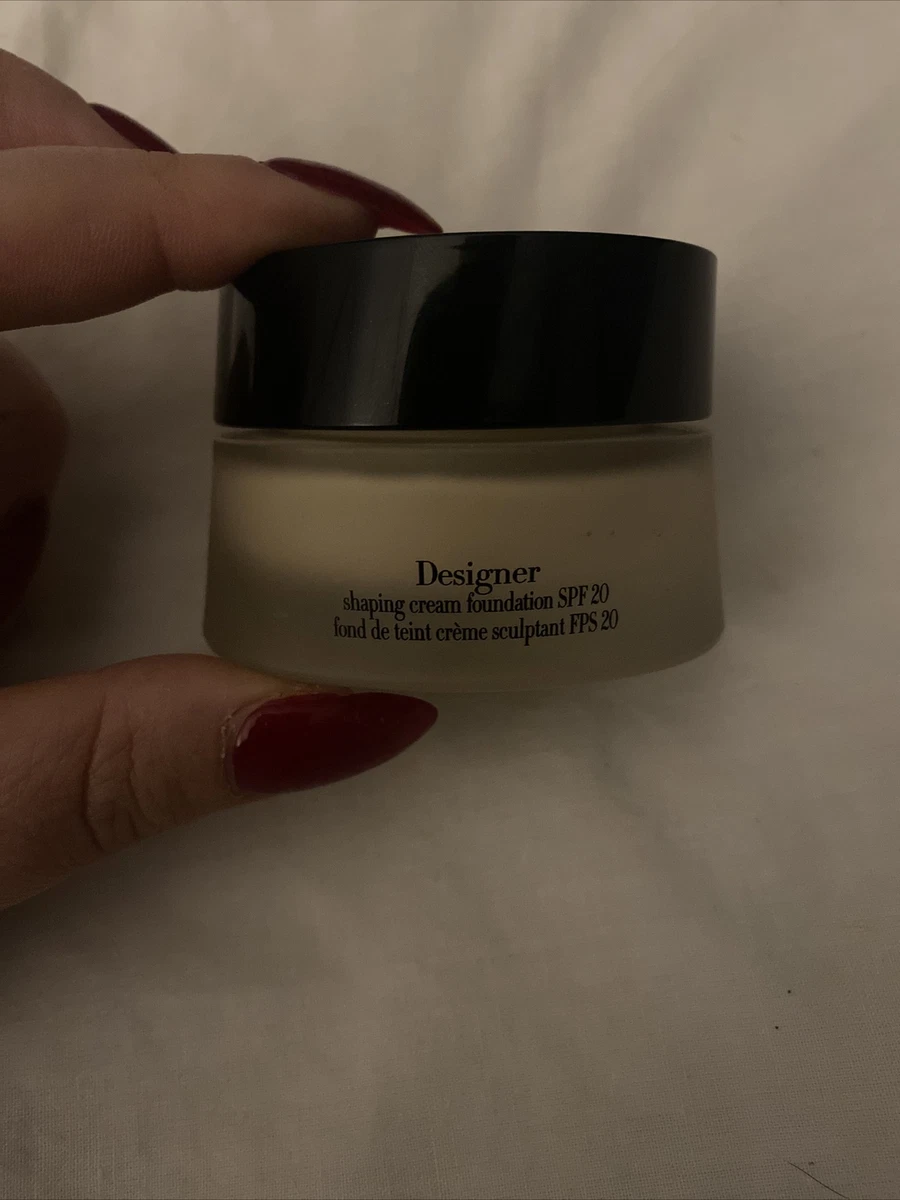 Designer
shaping cream foundation SPF 20
fond de teint crème sculptant FPS 20